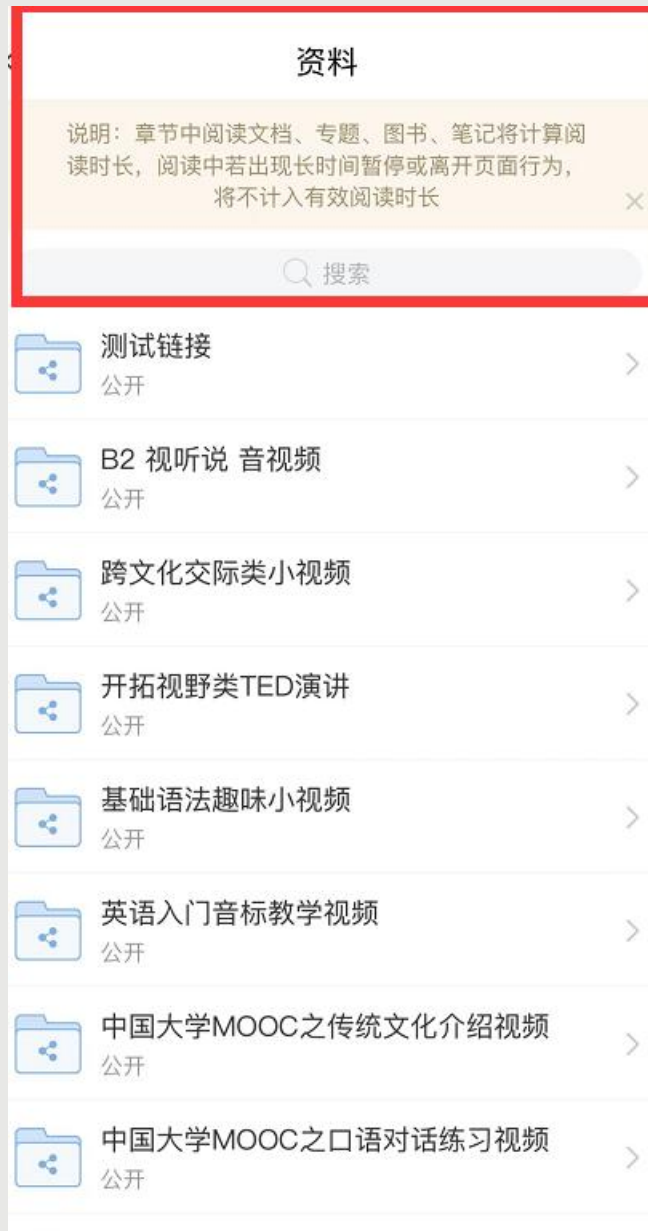 资料
说明：章节中阅读文档、专题、图书、笔记将计算阅
读时长，阅读中若出现长时间暂停或离开页面行为，
将不计入有效阅读时长
搜索
测试链接
公开
B2 视听说 音视频
公开
跨文化交际类小视频
公开
开拓视野类TED演讲
公开
基础语法趣味小视频
公开
英语入门音标教学视频
公开
中国大学MOOC之传统文化介绍视频
公开
中国大学MOOC之口语对话练习视频
公开